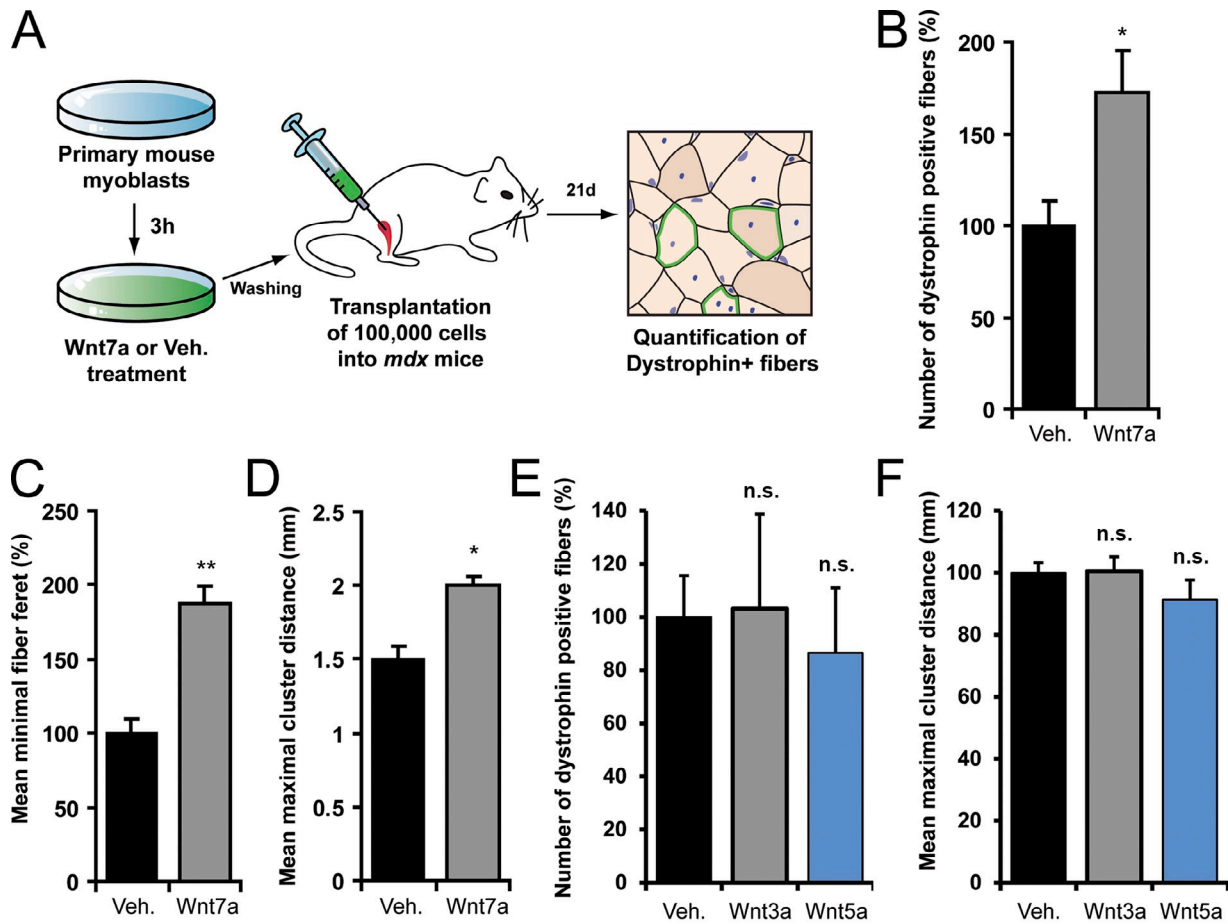 A
Primary mouse
myoblasts
3h
Wnt7a or Veh.
treatment
Washing
Transplantation
of 100,000 cells
into mdx mice
21d
Quantification of
Dystrophin+ fibers
B
Number of dystrophin positive fibers (%)
200
150
100
50
0
*
Veh. Wnt7a
C
Mean minimal fiber feret (%)
250
200
150
100
50
0
**
Veh. Wnt7a
D
Mean maximal cluster distance (mm)
2.5
2
1.5
1
0.5
0
*
Veh. Wnt7a
E
Number of dystrophin positive fibers (%)
140
120
100
80
60
40
20
0
n.s.
n.s.
Veh. Wnt3a Wnt5a
F
Mean maximal cluster distance (mm)
120
100
80
60
40
20
0
n.s.
n.s.
Veh. Wnt3a Wnt5a